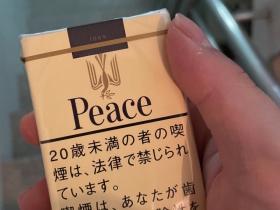 Peace
20歳未満の者の喫
煙は、法律で禁じられ
ています。
喫煙は、あなたが歯